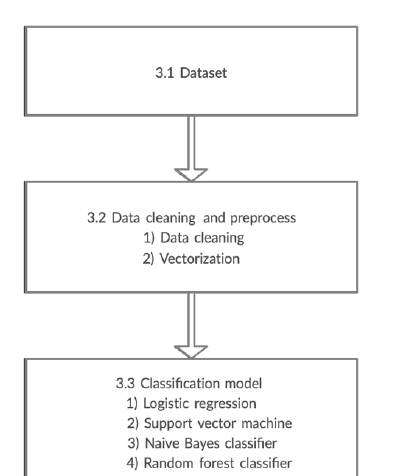 3.1 Dataset
3.2 Data cleaning and preprocess
1) Data cleaning
2) Vectorization
3.3 Classification model
1) Logistic regression
2) Support vector machine
3) Naive Bayes classifier
4) Random forest classifier